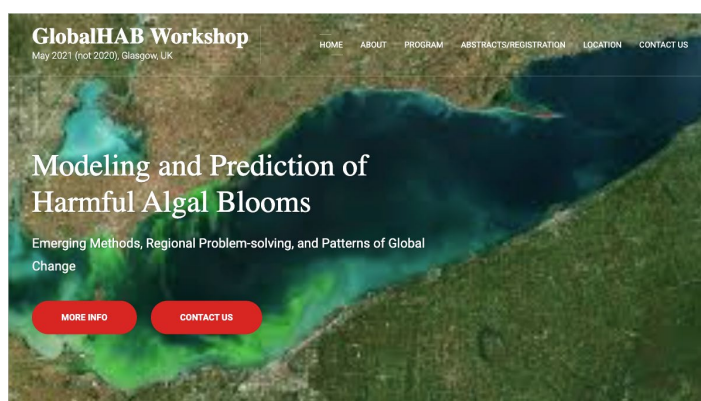 GlobalHAB Workshop
May 2021 (not 2020), Glasgow, UK
HOME ABOUT PROGRAM ABSTRACTS/REGISTRATION LOCATION CONTACT US
Modeling and Prediction of
Harmful Algal Blooms
Emerging Methods, Regional Problem-solving, and Patterns of Global
Change
MORE INFO CONTACT US